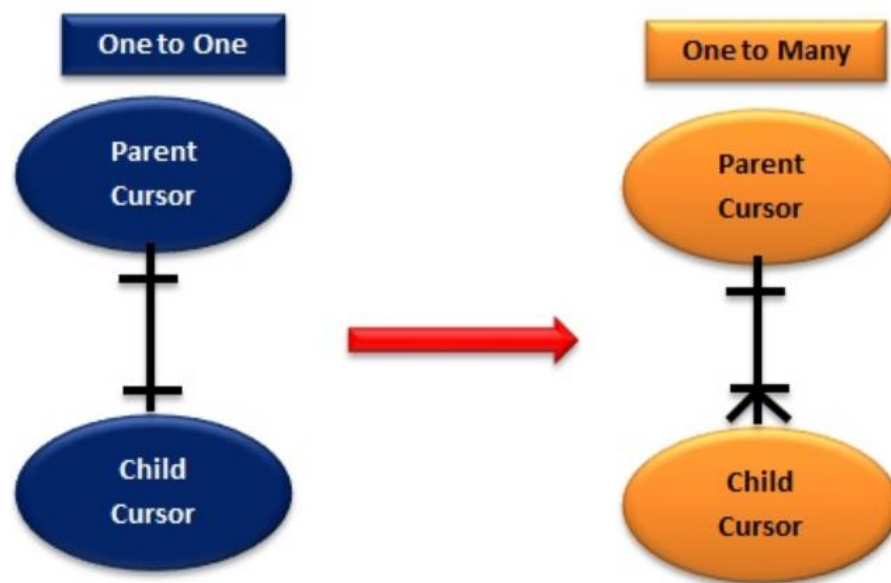 One to One
Parent
Cursor
Child
Cursor
One to Many
Parent
Cursor
Child
Cursor